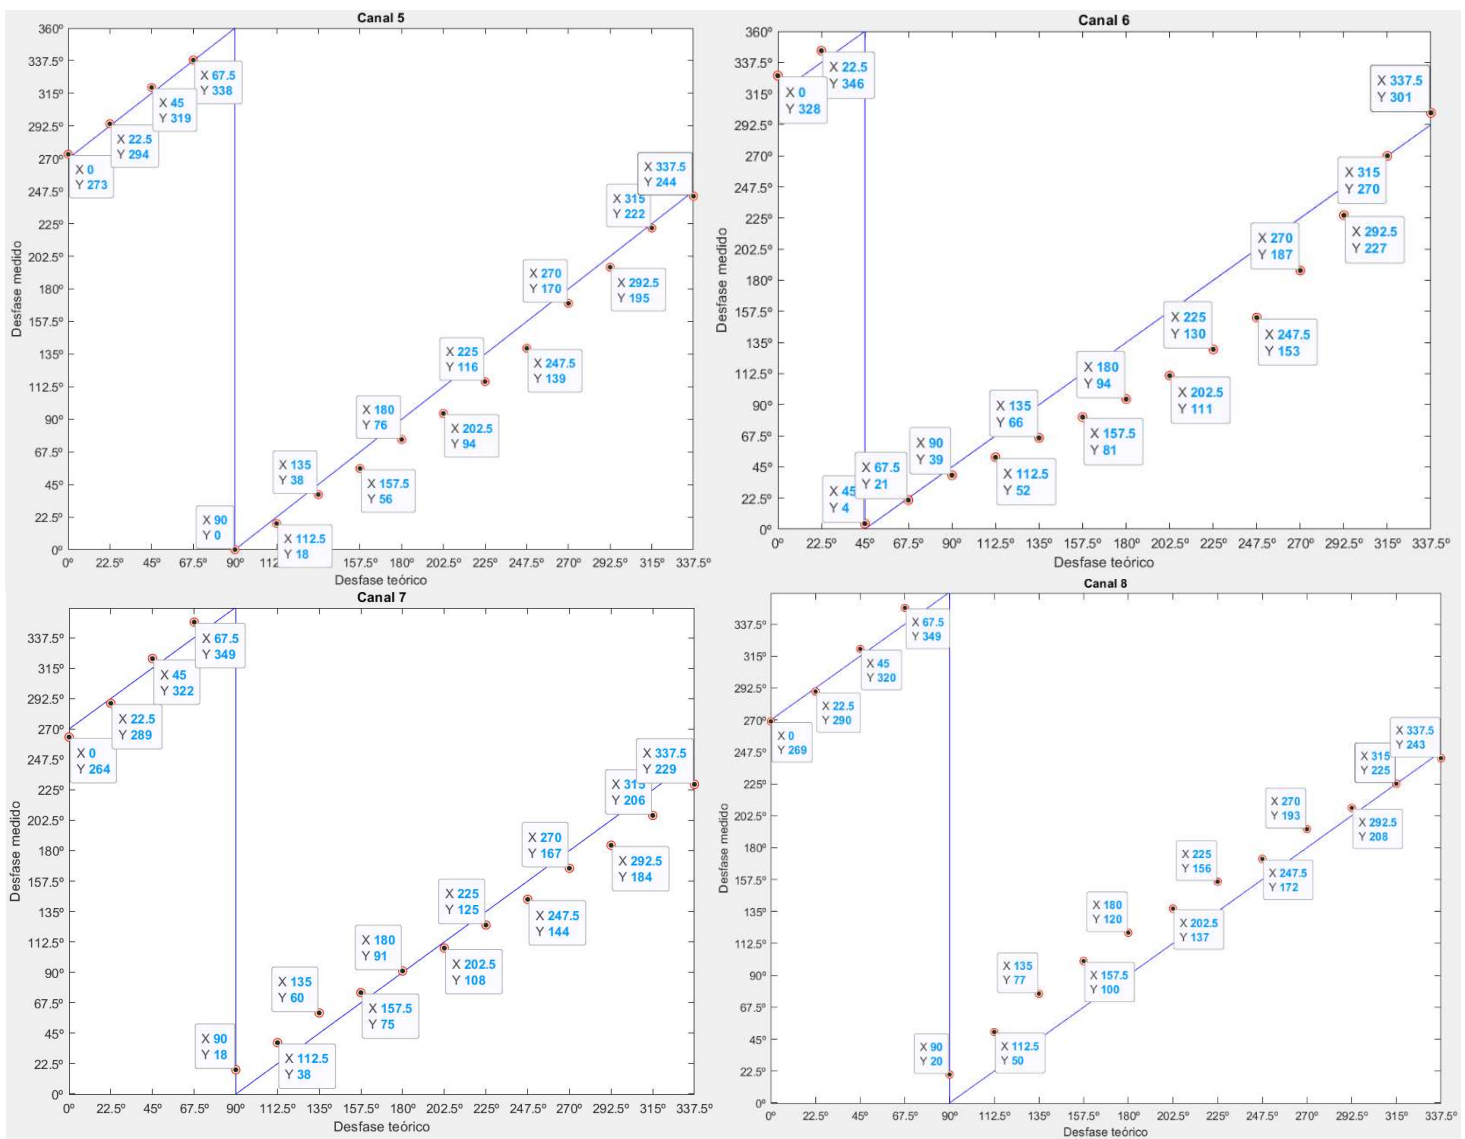 Canal 5
360º
337.5º
315º
292.5º
270º
247.5º
225º
202.5º
180º
157.5º
135º
112.5º
90º
67.5º
45º
22.5º
0º
Desfase medido
X 0
Y 273
X 22.5
Y 294
X 45
Y 319
X 67.5
Y 338
X 90
Y 0
X 112.5
Y 18
X 135
Y 38
X 157.5
Y 56
X 180
Y 76
X 202.5
Y 94
X 225
Y 116
X 247.5
Y 139
X 270
Y 170
X 292.5
Y 195
X 315
Y 222
X 337.5
Y 244
0º 22.5º 45º 67.5º 90º 112 135º 157.5º 180º 202.5º 225º 247.5º 270º 292.5º 315º 337.5º
Desfase teórico
Canal 6
360º
337.5º
315º
292.5º
270º
247.5º
225º
202.5º
180º
157.5º
135º
112.5º
90º
67.5º
45º
22.5º
0º
Desfase medido
X 0
Y 328
X 22.5
Y 346
X 45
Y 4
X 67.5
Y 21
X 90
Y 39
X 112.5
Y 52
X 135
Y 66
X 157.5
Y 81
X 180
Y 94
X 202.5
Y 111
X 225
Y 130
X 247.5
Y 153
X 270
Y 187
X 292.5
Y 227
X 315
Y 270
X 337.5
Y 301
0º 22.5º 45º 67.5º 90º 112.5º 135º 157.5º 180º 202.5º 225º 247.5º 270º 292.5º 315º 337.5º
Desfase teórico
Canal 7
337.5º
315º
292.5º
270º
247.5º
225º
202.5º
180º
157.5º
135º
112.5º
90º
67.5º
45º
22.5º
0º
Desfase medido
X 0
Y 264
X 22.5
Y 289
X 45
Y 322
X 67.5
Y 349
X 90
Y 18
X 112.5
Y 38
X 135
Y 60
X 157.5
Y 75
X 180
Y 91
X 202.5
Y 108
X 225
Y 125
X 247.5
Y 144
X 270
Y 167
X 292.5
Y 184
X 315
Y 206
X 337.5
Y 229
0º 22.5º 45º 67.5º 90º 112.5º 135º 157.5º 180º 202.5º 225º 247.5º 270º 292.5º 315º 337.5º
Desfase teórico
Canal 8
337.5º
315º
292.5º
270º
247.5º
225º
202.5º
180º
157.5º
135º
112.5º
90º
67.5º
45º
22.5º
0º
Desfase medido
X 0
Y 269
X 22.5
Y 290
X 45
Y 320
X 67.5
Y 349
X 90
Y 20
X 112.5
Y 50
X 135
Y 77
X 157.5
Y 100
X 180
Y 120
X 202.5
Y 137
X 225
Y 156
X 247.5
Y 172
X 270
Y 193
X 292.5
Y 208
X 315
Y 225
X 337.5
Y 243
0º 22.5º 45º 67.5º 90º 112.5º 135º 157.5º 180º 202.5º 225º 247.5º 270º 292.5º 315º 337.5º
Desfase teórico